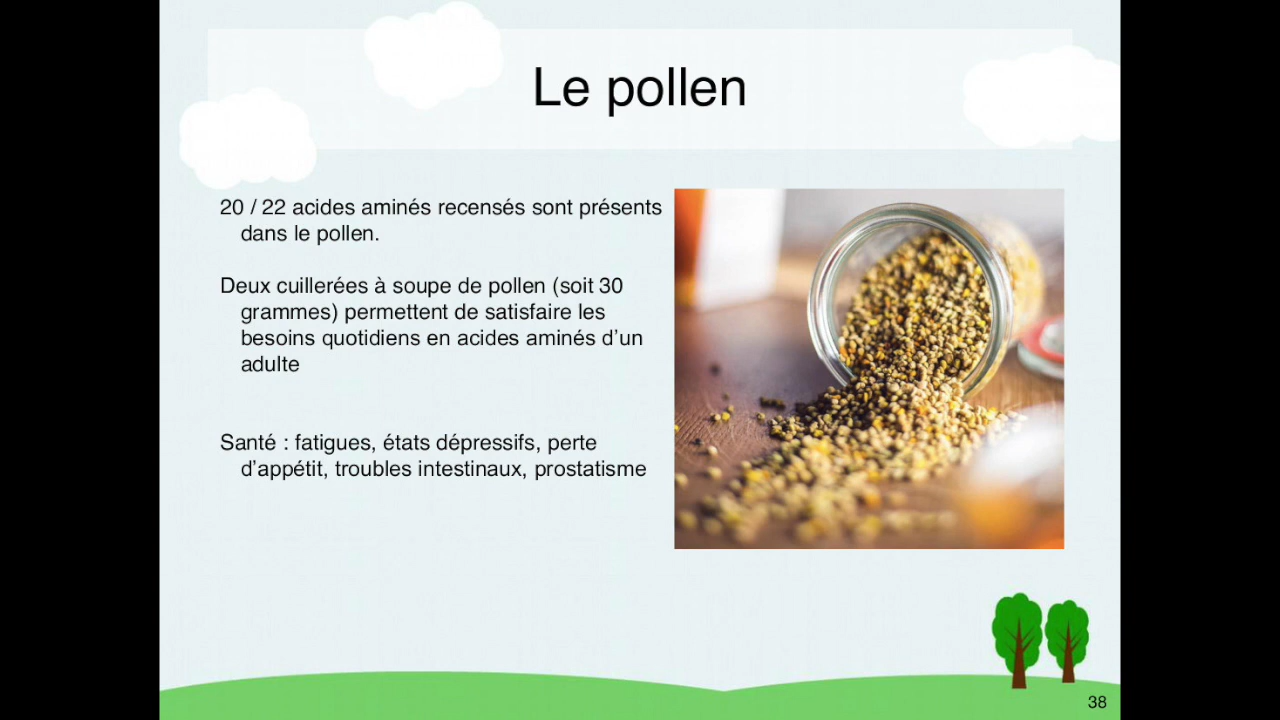 Le pollen
20 / 22 acides aminés recensés sont présents
dans le pollen.
Deux cuillerées à soupe de pollen (soit 30
grammes) permettent de satisfaire les
besoins quotidiens en acides aminés d’un
adulte
Santé : fatigues, états dépressifs, perte
d’appétit, troubles intestinaux, prostatisme
38